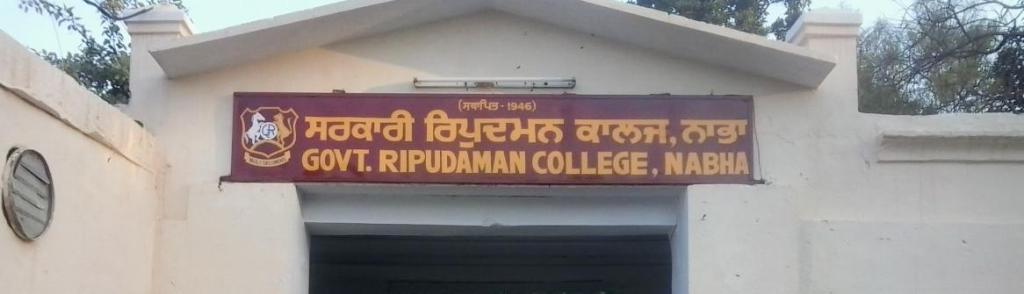 (ਸਥਾਪਿਤ - 1946)
ਸਰਕਾਰੀ ਰਿਪੁਦਮਨ ਕਾਲਜ, ਨਾਭਾ
GOVT. RIPUDAMAN COLLEGE, NABHA